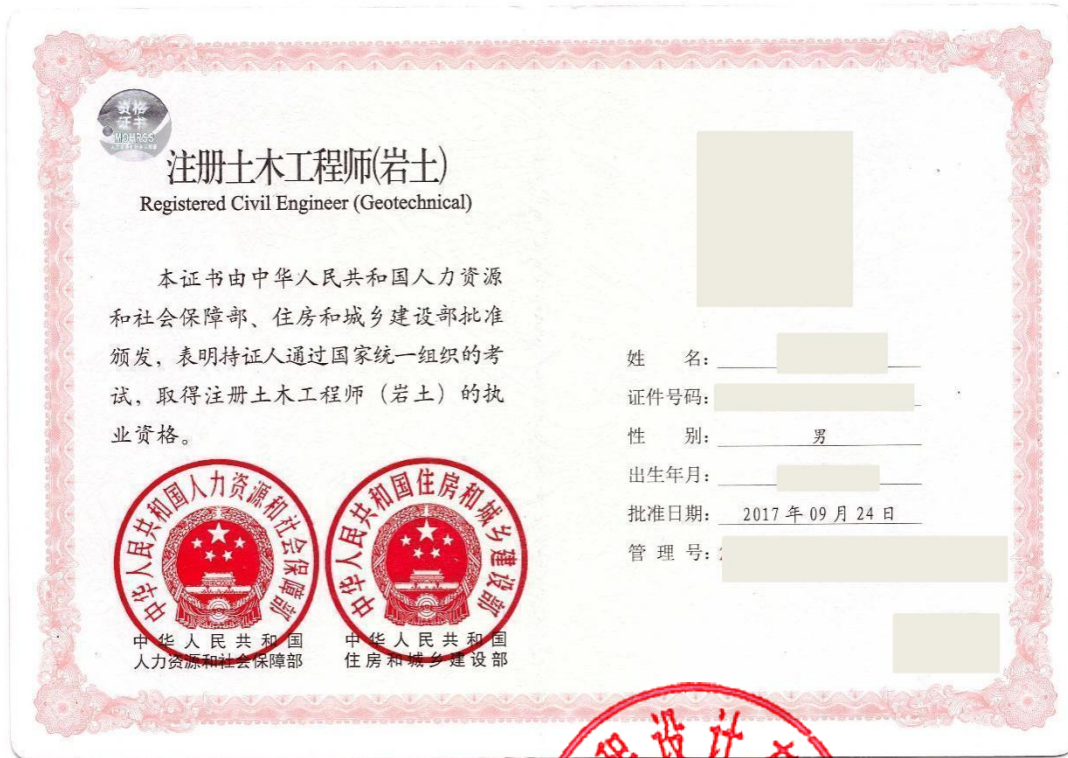 资格
证书
MOHRSS
注册土木工程师(岩土)
Registered Civil Engineer (Geotechnical)
本证书由中华人民共和国人力资源
和社会保障部、住房和城乡建设部批准
颁发，表明持证人通过国家统一组织的考
试，取得注册土木工程师（岩土）的执
业资格。
中华人民共和国人力资源和社会保障部
中华人民共和国住房和城乡建设部
中华人民共和国
人力资源和社会保障部
中华人民共和国
住房和城乡建设部
姓 名：
证件号码：
性 别： 男
出生年月：
批准日期： 2017 年 09 月 24 日
管 理 号：
设计